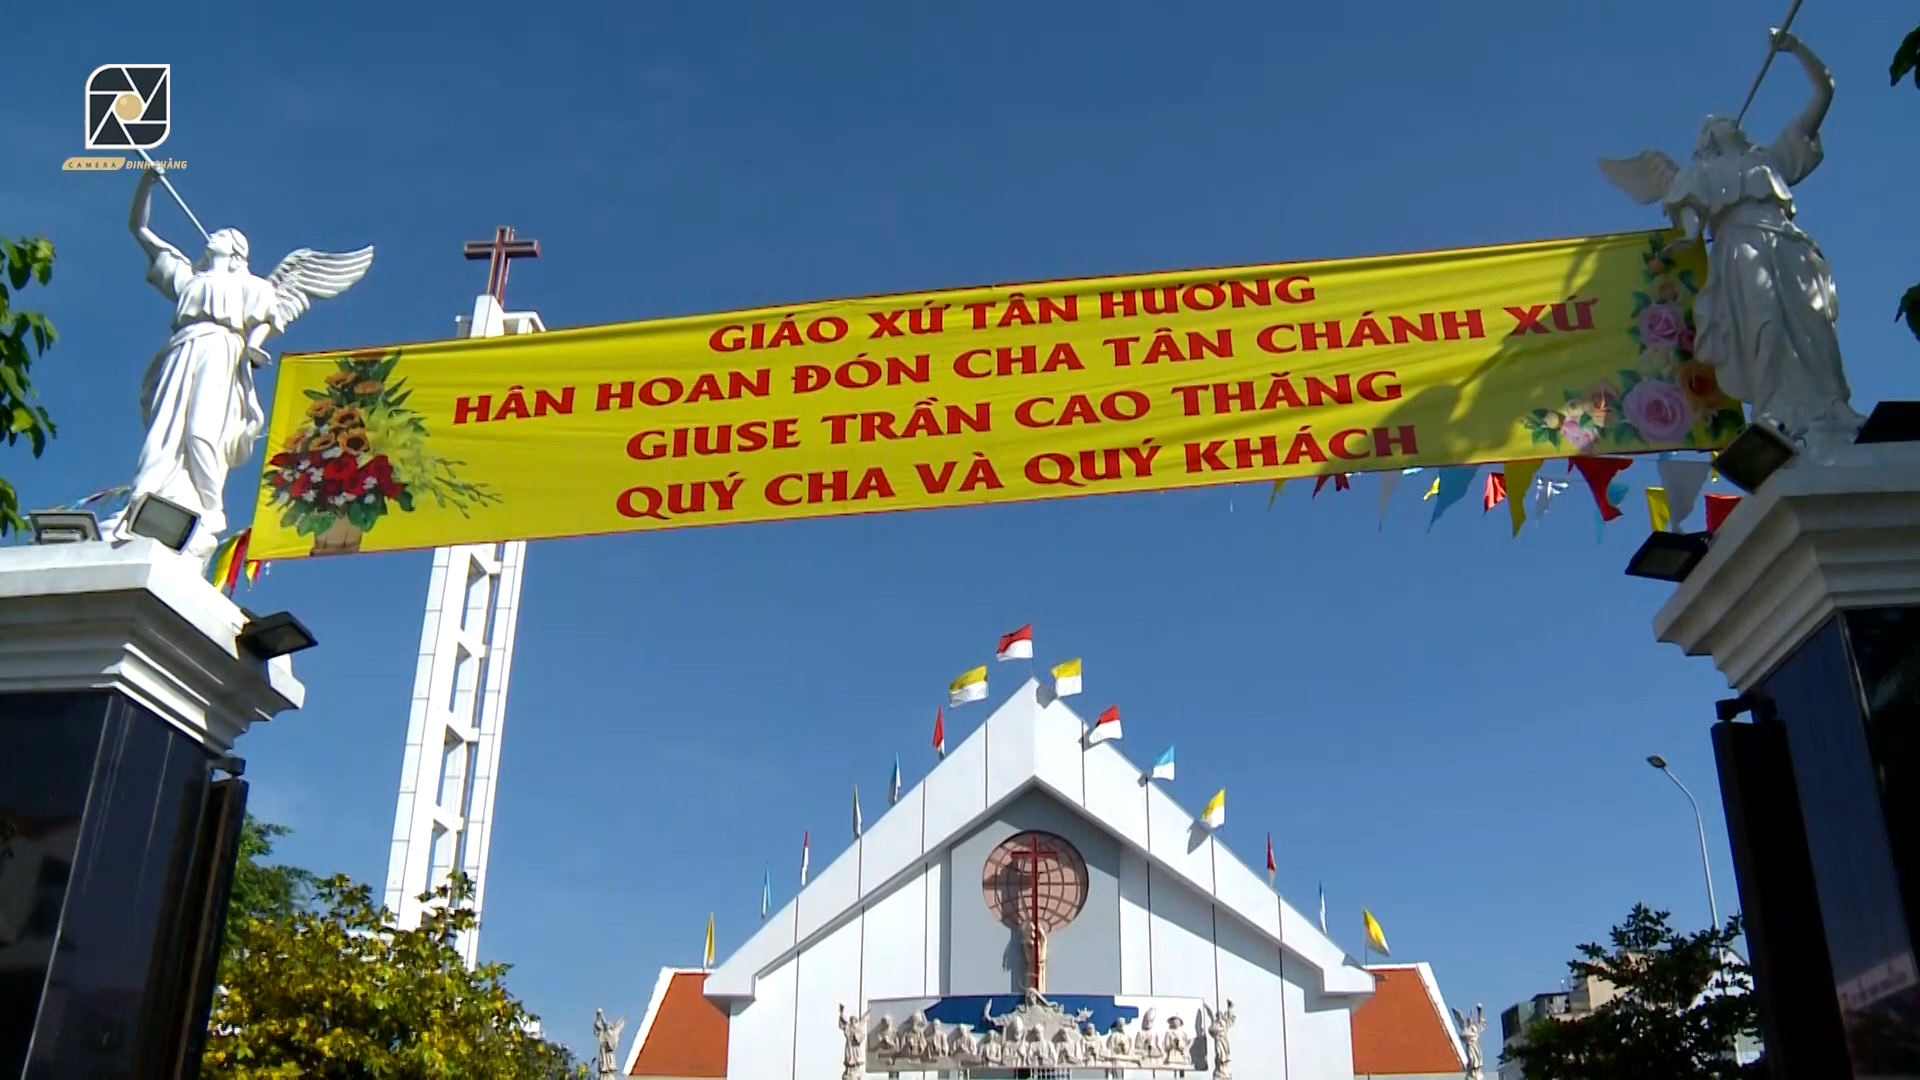 CAMERA ĐINH THẮNG
GIÁO XỨ TÂN HƯƠNG
HÂN HOAN ĐÓN CHA TÂN CHÁNH XỨ
GIUSE TRẦN CAO THĂNG
QUÝ CHA VÀ QUÝ KHÁCH